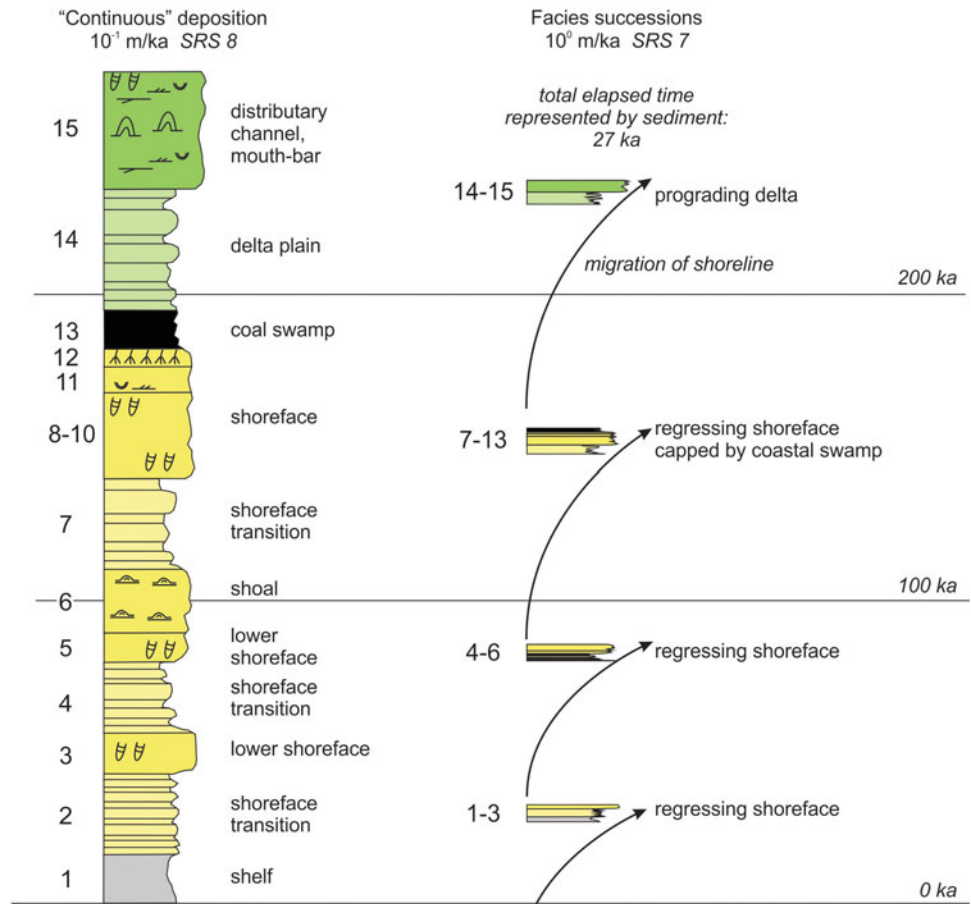 “Continuous” deposition
10⁻¹ m/ka SRS 8
Facies successions
10⁰ m/ka SRS 7
total elapsed time
represented by sediment:
27 ka
15
distributary
channel,
mouth-bar
14-15
prograding delta
14
delta plain
migration of shoreline
200 ka
13
coal swamp
12
11
8-10
shoreface
7-13
regressing shoreface
capped by coastal swamp
7
shoreface
transition
shoal
100 ka
6
5
lower
shoreface
4-6
regressing shoreface
4
shoreface
transition
3
lower shoreface
2
shoreface
transition
1-3
regressing shoreface
1
shelf
0 ka